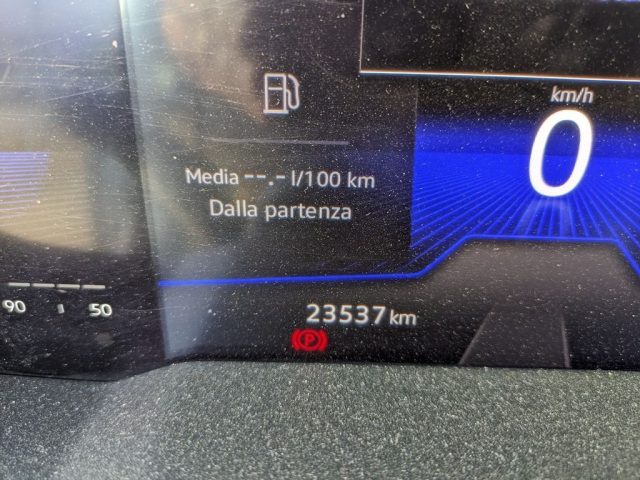 km/h
0
Media --.- l/100 km
Dalla partenza
90 50
23537 km
P